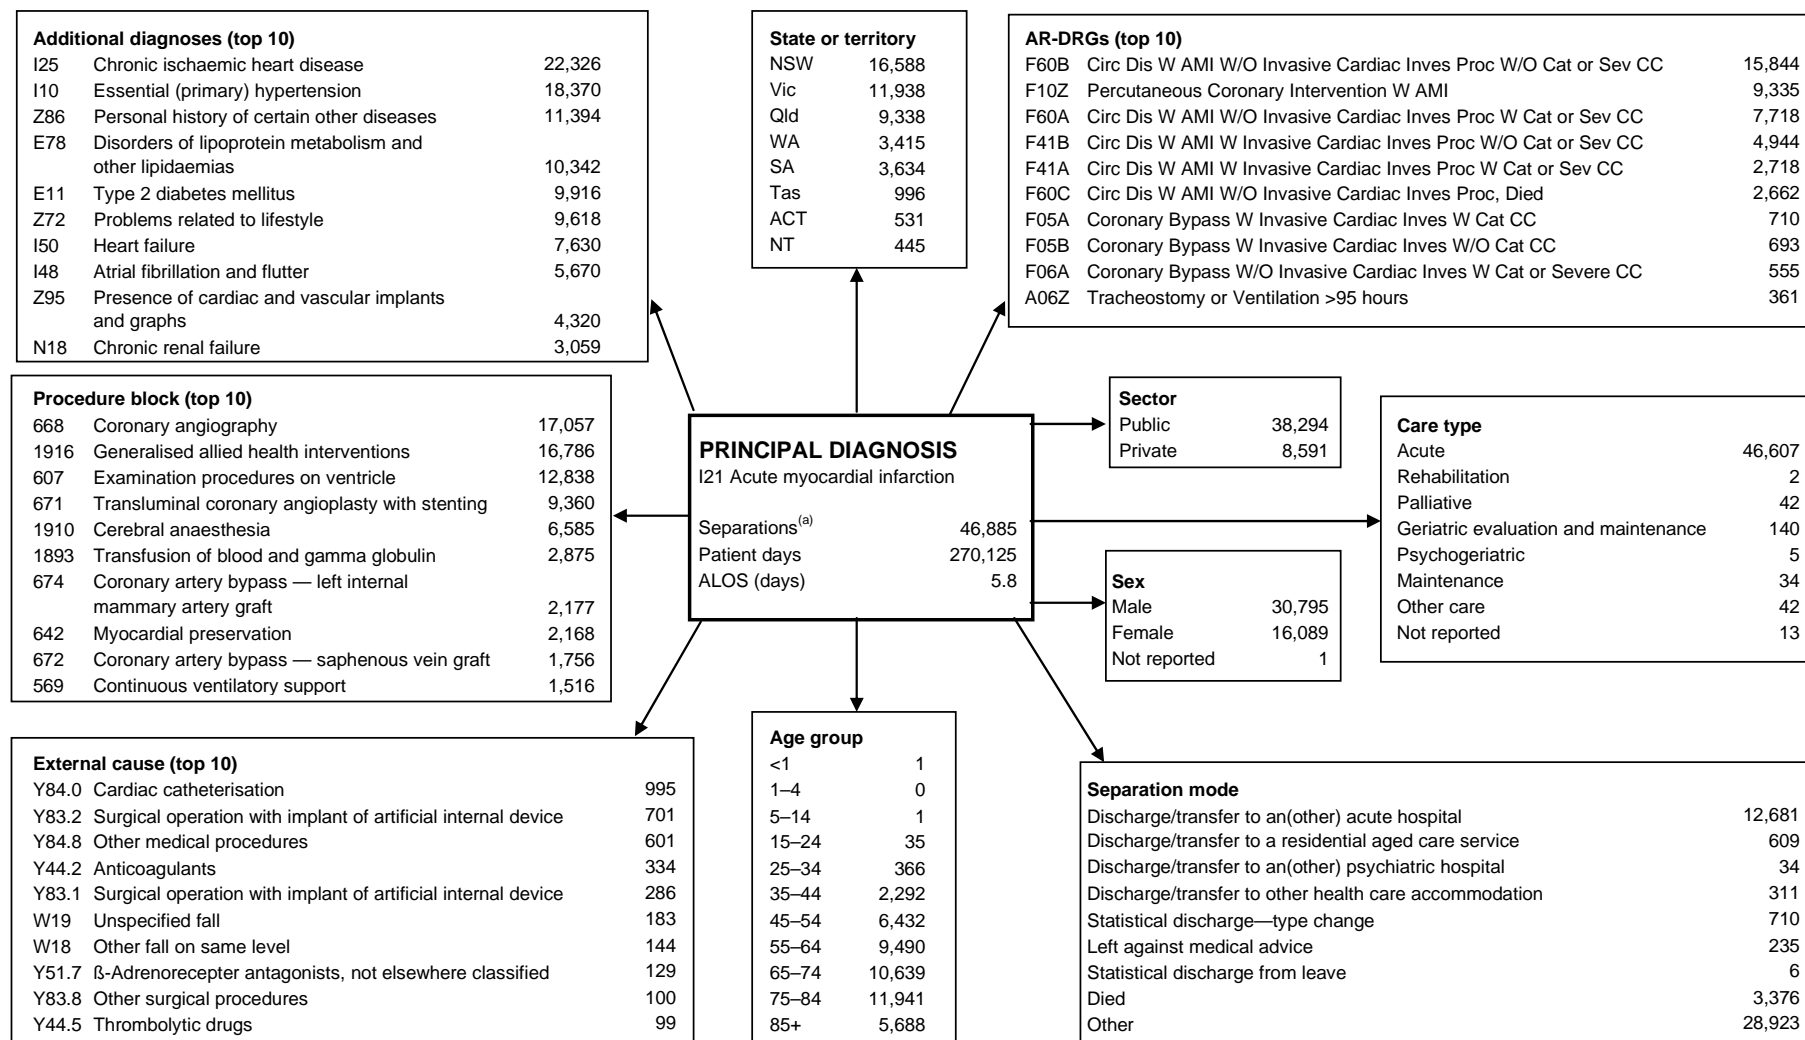 Additional diagnoses (top 10)
I25 Chronic ischaemic heart disease 22,326
I10 Essential (primary) hypertension 18,370
Z86 Personal history of certain other diseases 11,394
E78 Disorders of lipoprotein metabolism and
other lipidaemias 10,342
E11 Type 2 diabetes mellitus 9,916
Z72 Problems related to lifestyle 9,618
I50 Heart failure 7,630
I48 Atrial fibrillation and flutter 5,670
Z95 Presence of cardiac and vascular implants
and graphs 4,320
N18 Chronic renal failure 3,059
State or territory
NSW 16,588
Vic 11,938
Qld 9,338
WA 3,415
SA 3,634
Tas 996
ACT 531
NT 445
AR-DRGs (top 10)
F60B Circ Dis W AMI W/O Invasive Cardiac Inves Proc W/O Cat or Sev CC 15,844
F10Z Percutaneous Coronary Intervention W AMI 9,335
F60A Circ Dis W AMI W/O Invasive Cardiac Inves Proc W Cat or Sev CC 7,718
F41B Circ Dis W AMI W Invasive Cardiac Inves Proc W/O Cat or Sev CC 4,944
F41A Circ Dis W AMI W Invasive Cardiac Inves Proc W Cat or Sev CC 2,718
F60C Circ Dis W AMI W/O Invasive Cardiac Inves Proc, Died 2,662
F05A Coronary Bypass W Invasive Cardiac Inves W Cat CC 710
F05B Coronary Bypass W Invasive Cardiac Inves W/O Cat CC 693
F06A Coronary Bypass W/O Invasive Cardiac Inves W Cat or Severe CC 555
A06Z Tracheostomy or Ventilation >95 hours 361
Procedure block (top 10)
668 Coronary angiography 17,057
1916 Generalised allied health interventions 16,786
607 Examination procedures on ventricle 12,838
671 Transluminal coronary angioplasty with stenting 9,360
1910 Cerebral anaesthesia 6,585
1893 Transfusion of blood and gamma globulin 2,875
674 Coronary artery bypass — left internal
mammary artery graft 2,177
642 Myocardial preservation 2,168
672 Coronary artery bypass — saphenous vein graft 1,756
569 Continuous ventilatory support 1,516
PRINCIPAL DIAGNOSIS
I21 Acute myocardial infarction
Separations(a) 46,885
Patient days 270,125
ALOS (days) 5.8
Sector
Public 38,294
Private 8,591
Care type
Acute 46,607
Rehabilitation 2
Palliative 42
Geriatric evaluation and maintenance 140
Psychogeriatric 5
Maintenance 34
Other care 42
Not reported 13
Sex
Male 30,795
Female 16,089
Not reported 1
External cause (top 10)
Y84.0 Cardiac catheterisation 995
Y83.2 Surgical operation with implant of artificial internal device 701
Y84.8 Other medical procedures 601
Y44.2 Anticoagulants 334
Y83.1 Surgical operation with implant of artificial internal device 286
W19 Unspecified fall 183
W18 Other fall on same level 144
Y51.7 ß-Adrenorecepter antagonists, not elsewhere classified 129
Y83.8 Other surgical procedures 100
Y44.5 Thrombolytic drugs 99
Age group
<1 1
1–4 0
5–14 1
15–24 35
25–34 366
35–44 2,292
45–54 6,432
55–64 9,490
65–74 10,639
75–84 11,941
85+ 5,688
Separation mode
Discharge/transfer to an(other) acute hospital 12,681
Discharge/transfer to a residential aged care service 609
Discharge/transfer to an(other) psychiatric hospital 34
Discharge/transfer to other health care accommodation 311
Statistical discharge—type change 710
Left against medical advice 235
Statistical discharge from leave 6
Died 3,376
Other 28,923